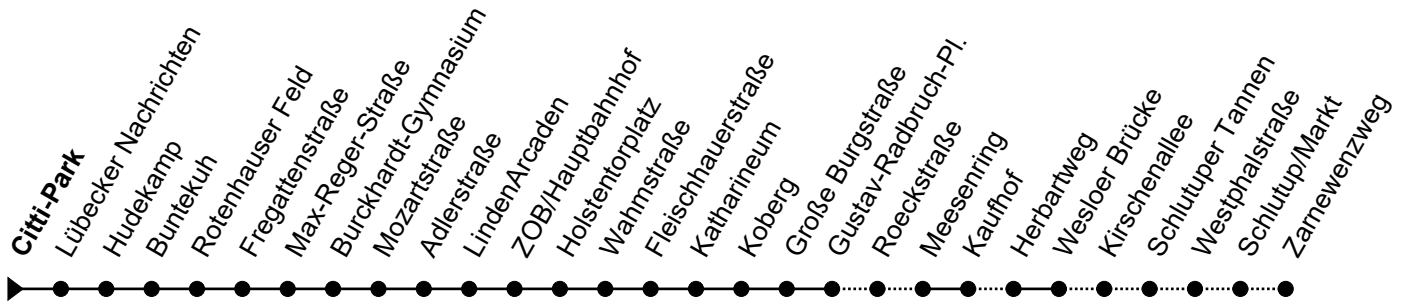 Citti-Park
Lübecker Nachrichten
Hudekamp
Buntekuh
Rotenhauser Feld
Fregattenstraße
Max-Reger-Straße
Burckhardt-Gymnasium
Mozartstraße
Adlerstraße
LindenArcaden
ZOB/Hauptbahnhof
Holstentorplatz
Wahmstraße
Fleischhauerstraße
Katharineum
Koberg
Große Burgstraße
Gustav-Radbruch-Pl.
Roeckstraße
Meesenring
Kaufhof
Herbartweg
Wesloer Brücke
Kirschenallee
Schlutuper Tannen
Westphalstraße
Schlutup/Markt
Zarnewenzweg